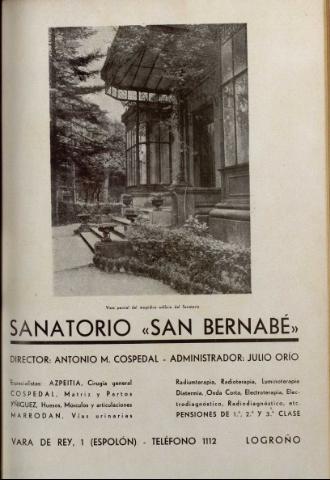 Vista parcial del magnífico edificio del Sanatorio
SANATORIO «SAN BERNABÉ»
DIRECTOR: ANTONIO M. COSPEDAL - ADMINISTRADOR: JULIO ORÍO
Especialistas: AZPEITIA, Cirugía general
COSPEDAL, Matriz y Partos
YÑIGUEZ, Huesos, Músculos y articulaciones
MARRODAN, Vías urinarias
Radiumterapia, Radioterapia, Luminoterapia
Diatermia, Onda Corta, Electroterapia, Elec-
trodiagnóstico, Radiodiagnóstico, etc.
PENSIONES DE 1.ª, 2.ª Y 3.ª CLASE
VARA DE REY, 1 (ESPOLÓN) - TELÉFONO 1112 LOGROÑO